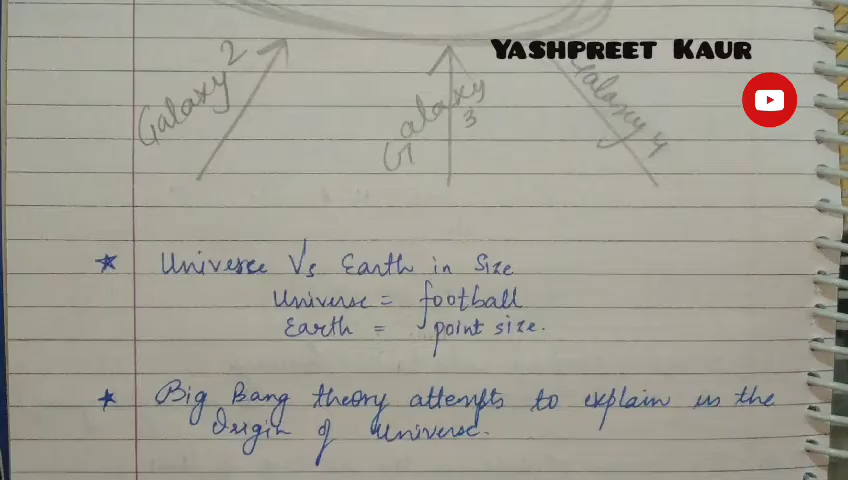 YASHPREET KAUR
Galaxy 2
Galaxy 3
Galaxy 4
★ Universe Vs Earth in Size
Universe = football
Earth = point size.
★ Big Bang theory attempts to explain us the
Origin of Universe.